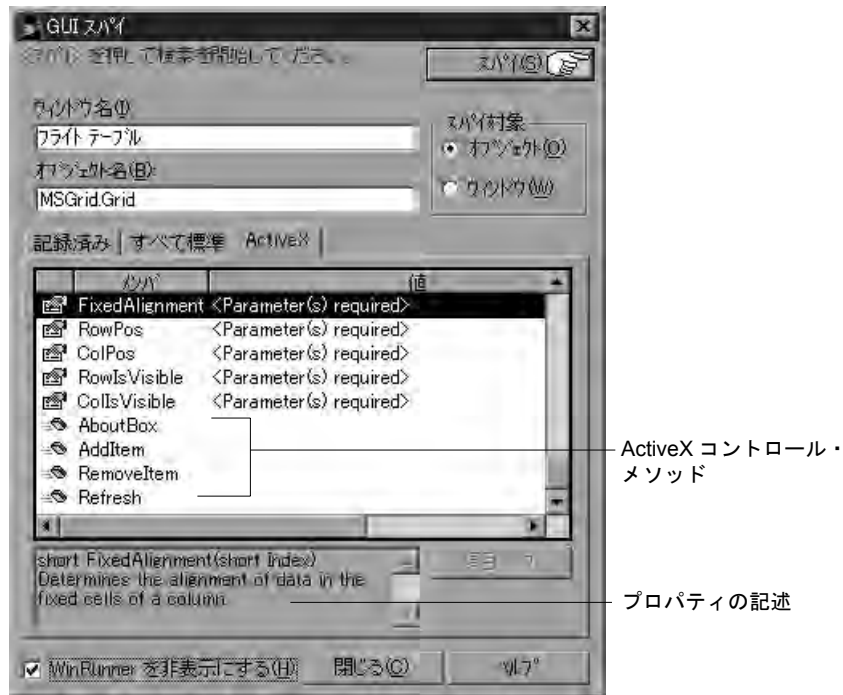 GUI スパイ
<スパイ> を押して検索を開始してください。
スパイ(S)
ウィンドウ名(I)
フライト テーブル
スパイ対象
オブジェクト(O)
ウィンドウ(W)
オブジェクト名(B):
MSGrid.Grid
記録済み
すべて標準
ActiveX
メンバ
値
FixedAlignment <Parameter(s) required>
RowPos <Parameter(s) required>
ColPos <Parameter(s) required>
RowIsVisible <Parameter(s) required>
ColIsVisible <Parameter(s) required>
AboutBox
AddItem
RemoveItem
Refresh
ActiveX コントロール・
メソッド
short FixedAlignment(short Index)
Determines the alignment of data in the
fixed cells of a column
プロパティの記述
WinRunner を非表示にする(H)
閉じる(C)
ヘルプ